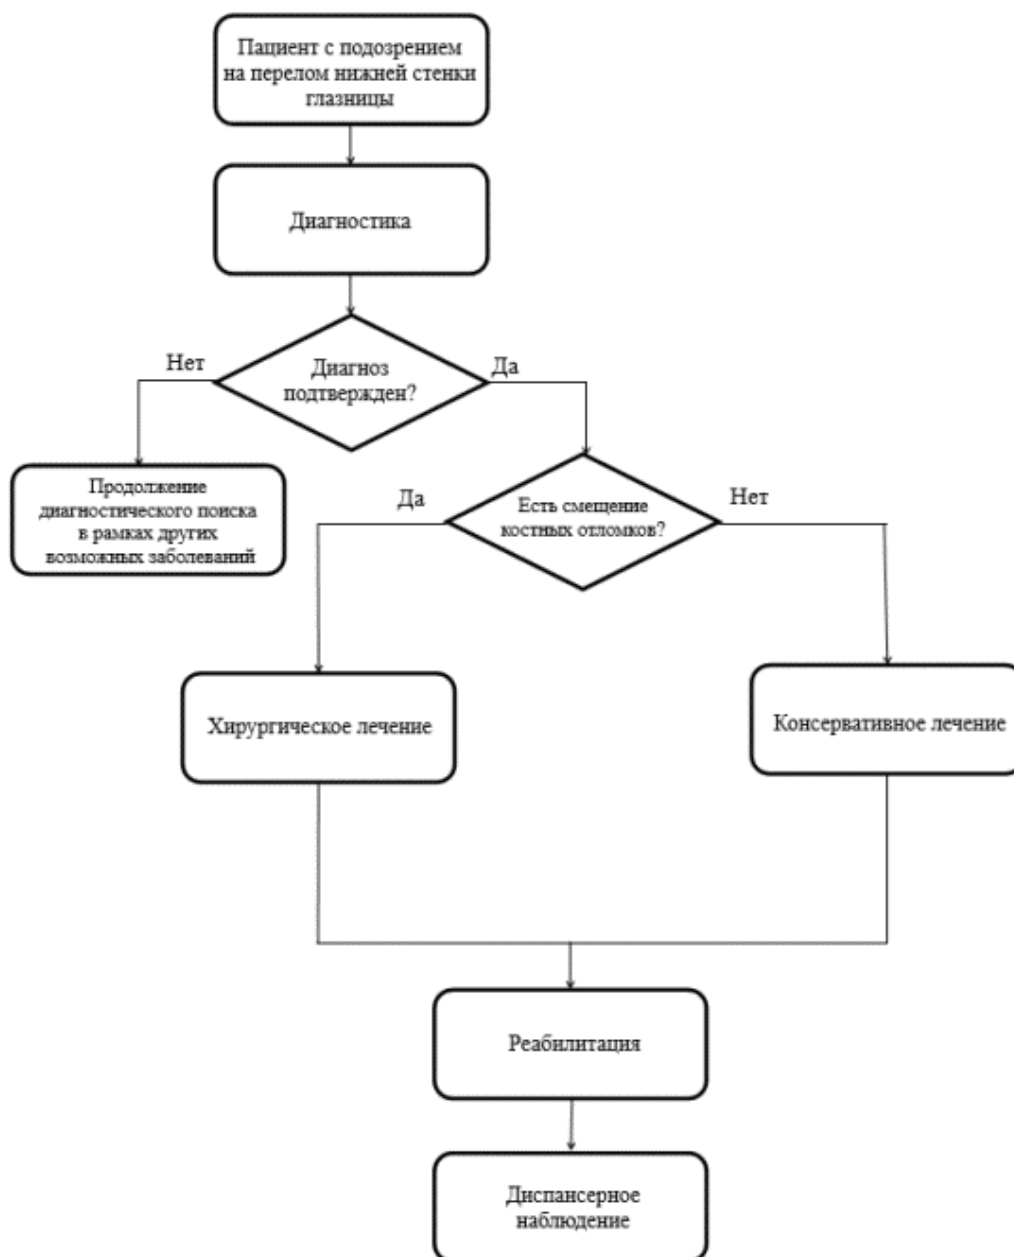 Пациент с подозрением
на перелом нижней стенки
глазницы
Диагностика
Диагноз
подтвержден?
Нет
Да
Продолжение
диагностического поиска
в рамках других
возможных заболеваний
Есть смещение
костных отломков?
Да
Нет
Хирургическое лечение
Консервативное лечение
Реабилитация
Диспансерное
наблюдение